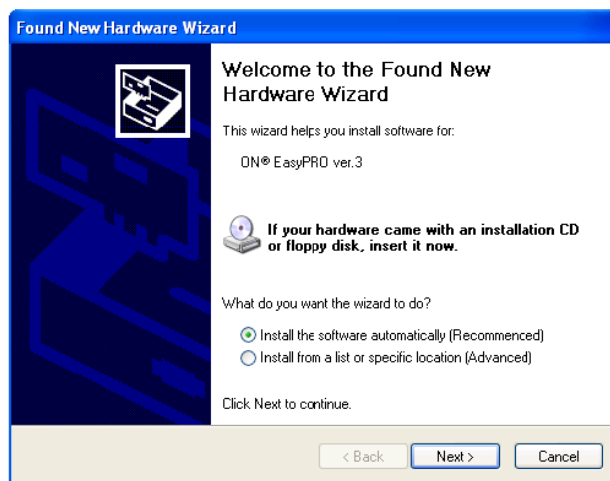 Found New Hardware Wizard
Welcome to the Found New
Hardware Wizard
This wizard helps you install software for:
ON® EasyPRO ver.3
If your hardware came with an installation CD
or floppy disk, insert it now.
What do you want the wizard to do?
Install the software automatically (Recommenced)
Install from a list or specific location (Advanced)
Click Next to continue.
< Back
Next >
Cancel